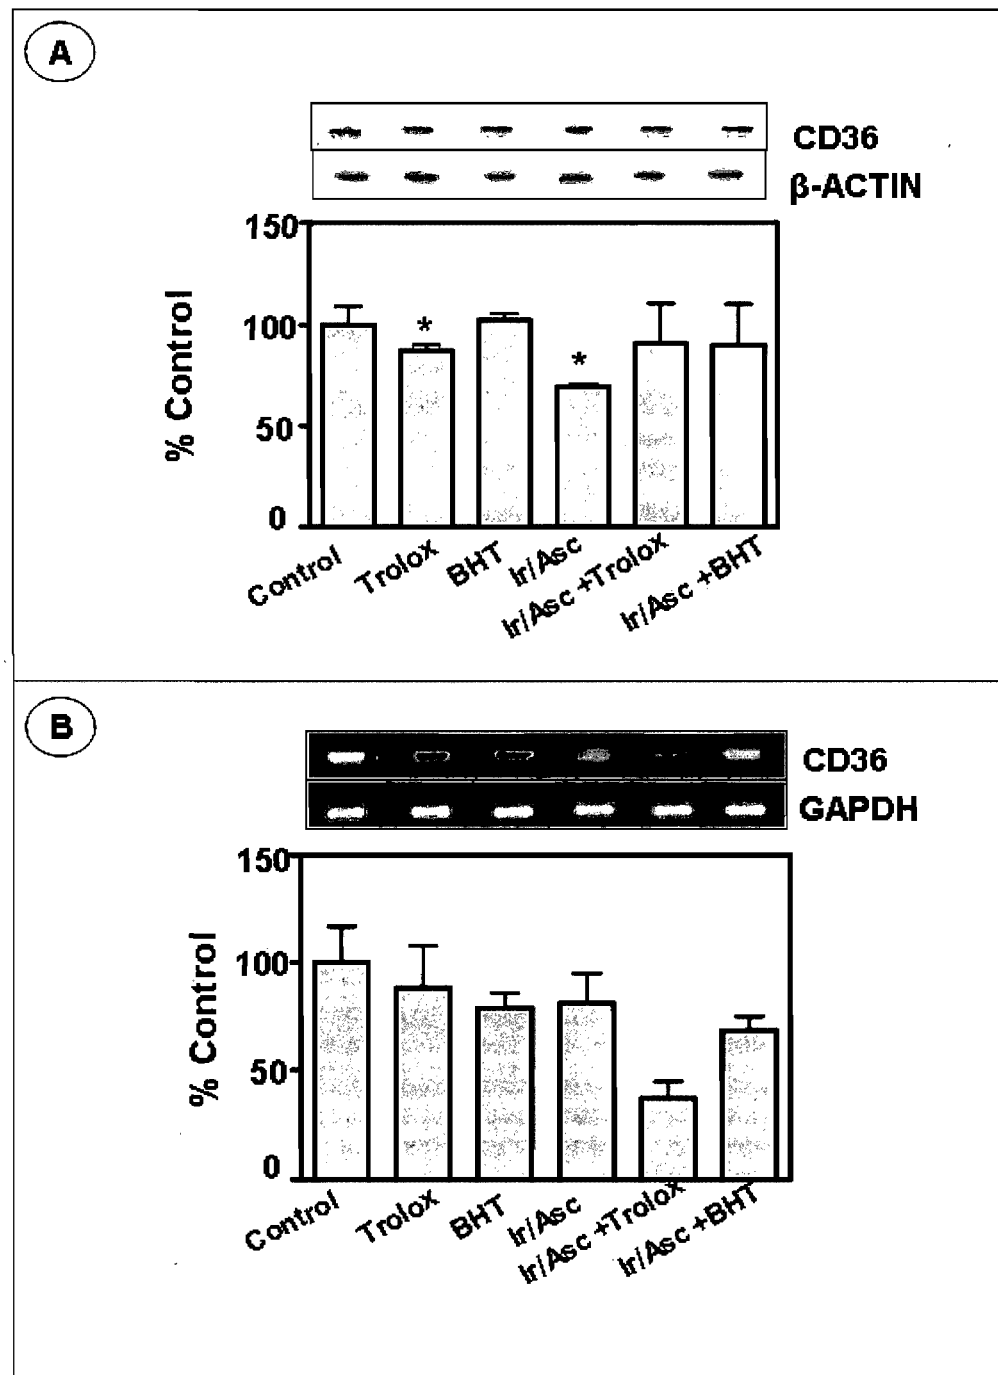 A
CD36
β-ACTIN
150
100
50
0
% Control
*
*
Control
Trolox
BHT
Ir/Asc
Ir/Asc +Trolox
Ir/Asc +BHT
B
CD36
GAPDH
150
100
50
0
% Control
Control
Trolox
BHT
Ir/Asc
Ir/Asc +Trolox
Ir/Asc +BHT